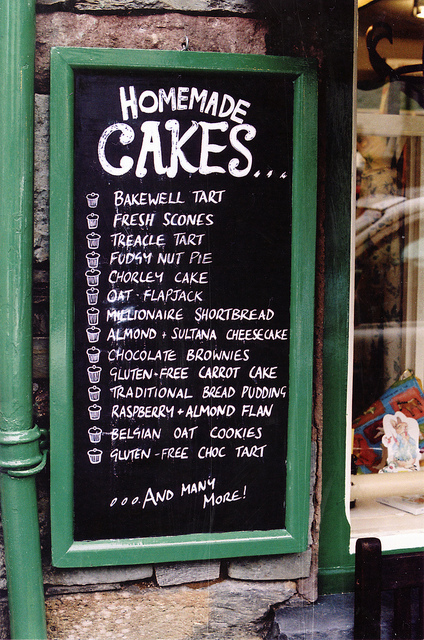 HOMEMADE
CAKES...
BAKEWELL TART
FRESH SCONES
TREACLE TART
FUDGY NUT PIE
CHORLEY CAKE
OAT-FLAPJACK
MILLIONAIRE SHORTBREAD
ALMOND + SULTANA CHEESECAKE
CHOCOLATE BROWNIES
GLUTEN-FREE CARROT CAKE
TRADITIONAL BREAD PUDDING
RASPBERRY + ALMOND FLAN
BELGIAN OAT COOKIES
GLUTEN-FREE CHOC TART
...AND MANY
MORE!